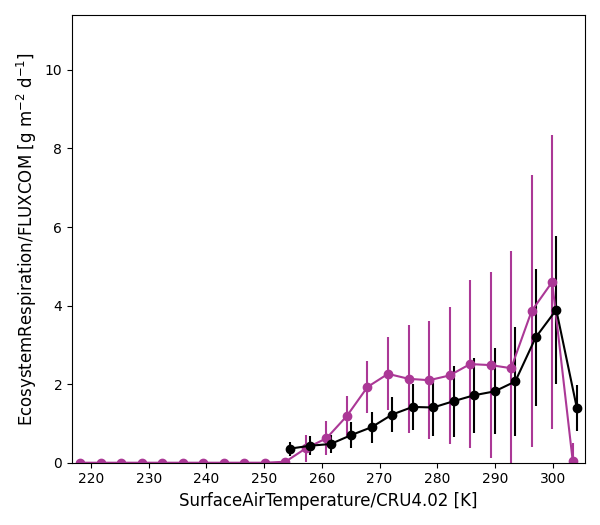 10
8
6
4
2
0
EcosystemRespiration/FLUXCOM [g m⁻² d⁻¹]
220 230 240 250 260 270 280 290 300
SurfaceAirTemperature/CRU4.02 [K]